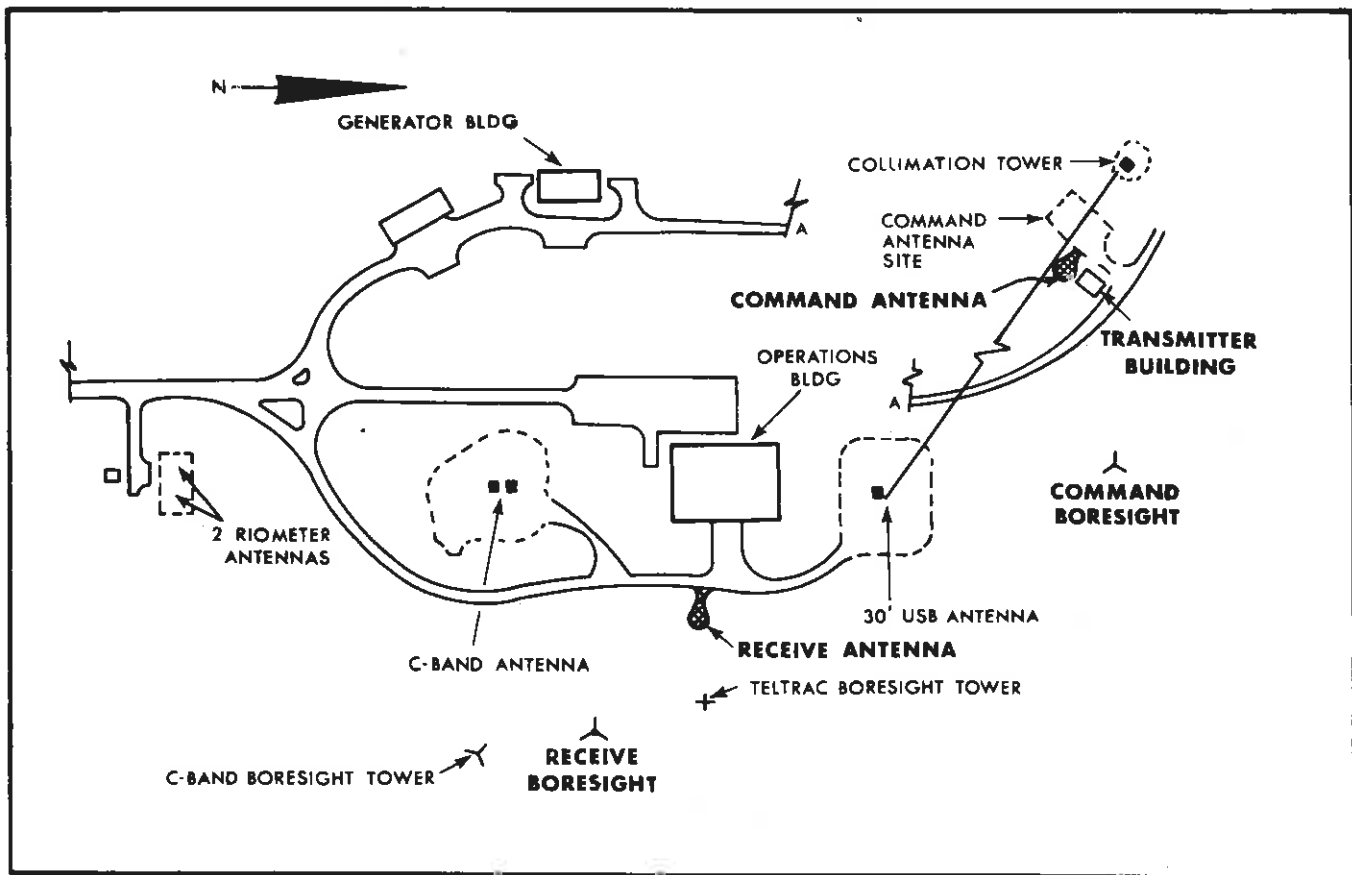 N
GENERATOR BLDG
COLLIMATION TOWER
COMMAND
ANTENNA
SITE
A
COMMAND ANTENNA
TRANSMITTER
BUILDING
OPERATIONS
BLDG
A
COMMAND
BORESIGHT
2 RIOMETER
ANTENNAS
30' USB ANTENNA
RECEIVE ANTENNA
C-BAND ANTENNA
TELTRAC BORESIGHT TOWER
RECEIVE
BORESIGHT
C-BAND BORESIGHT TOWER